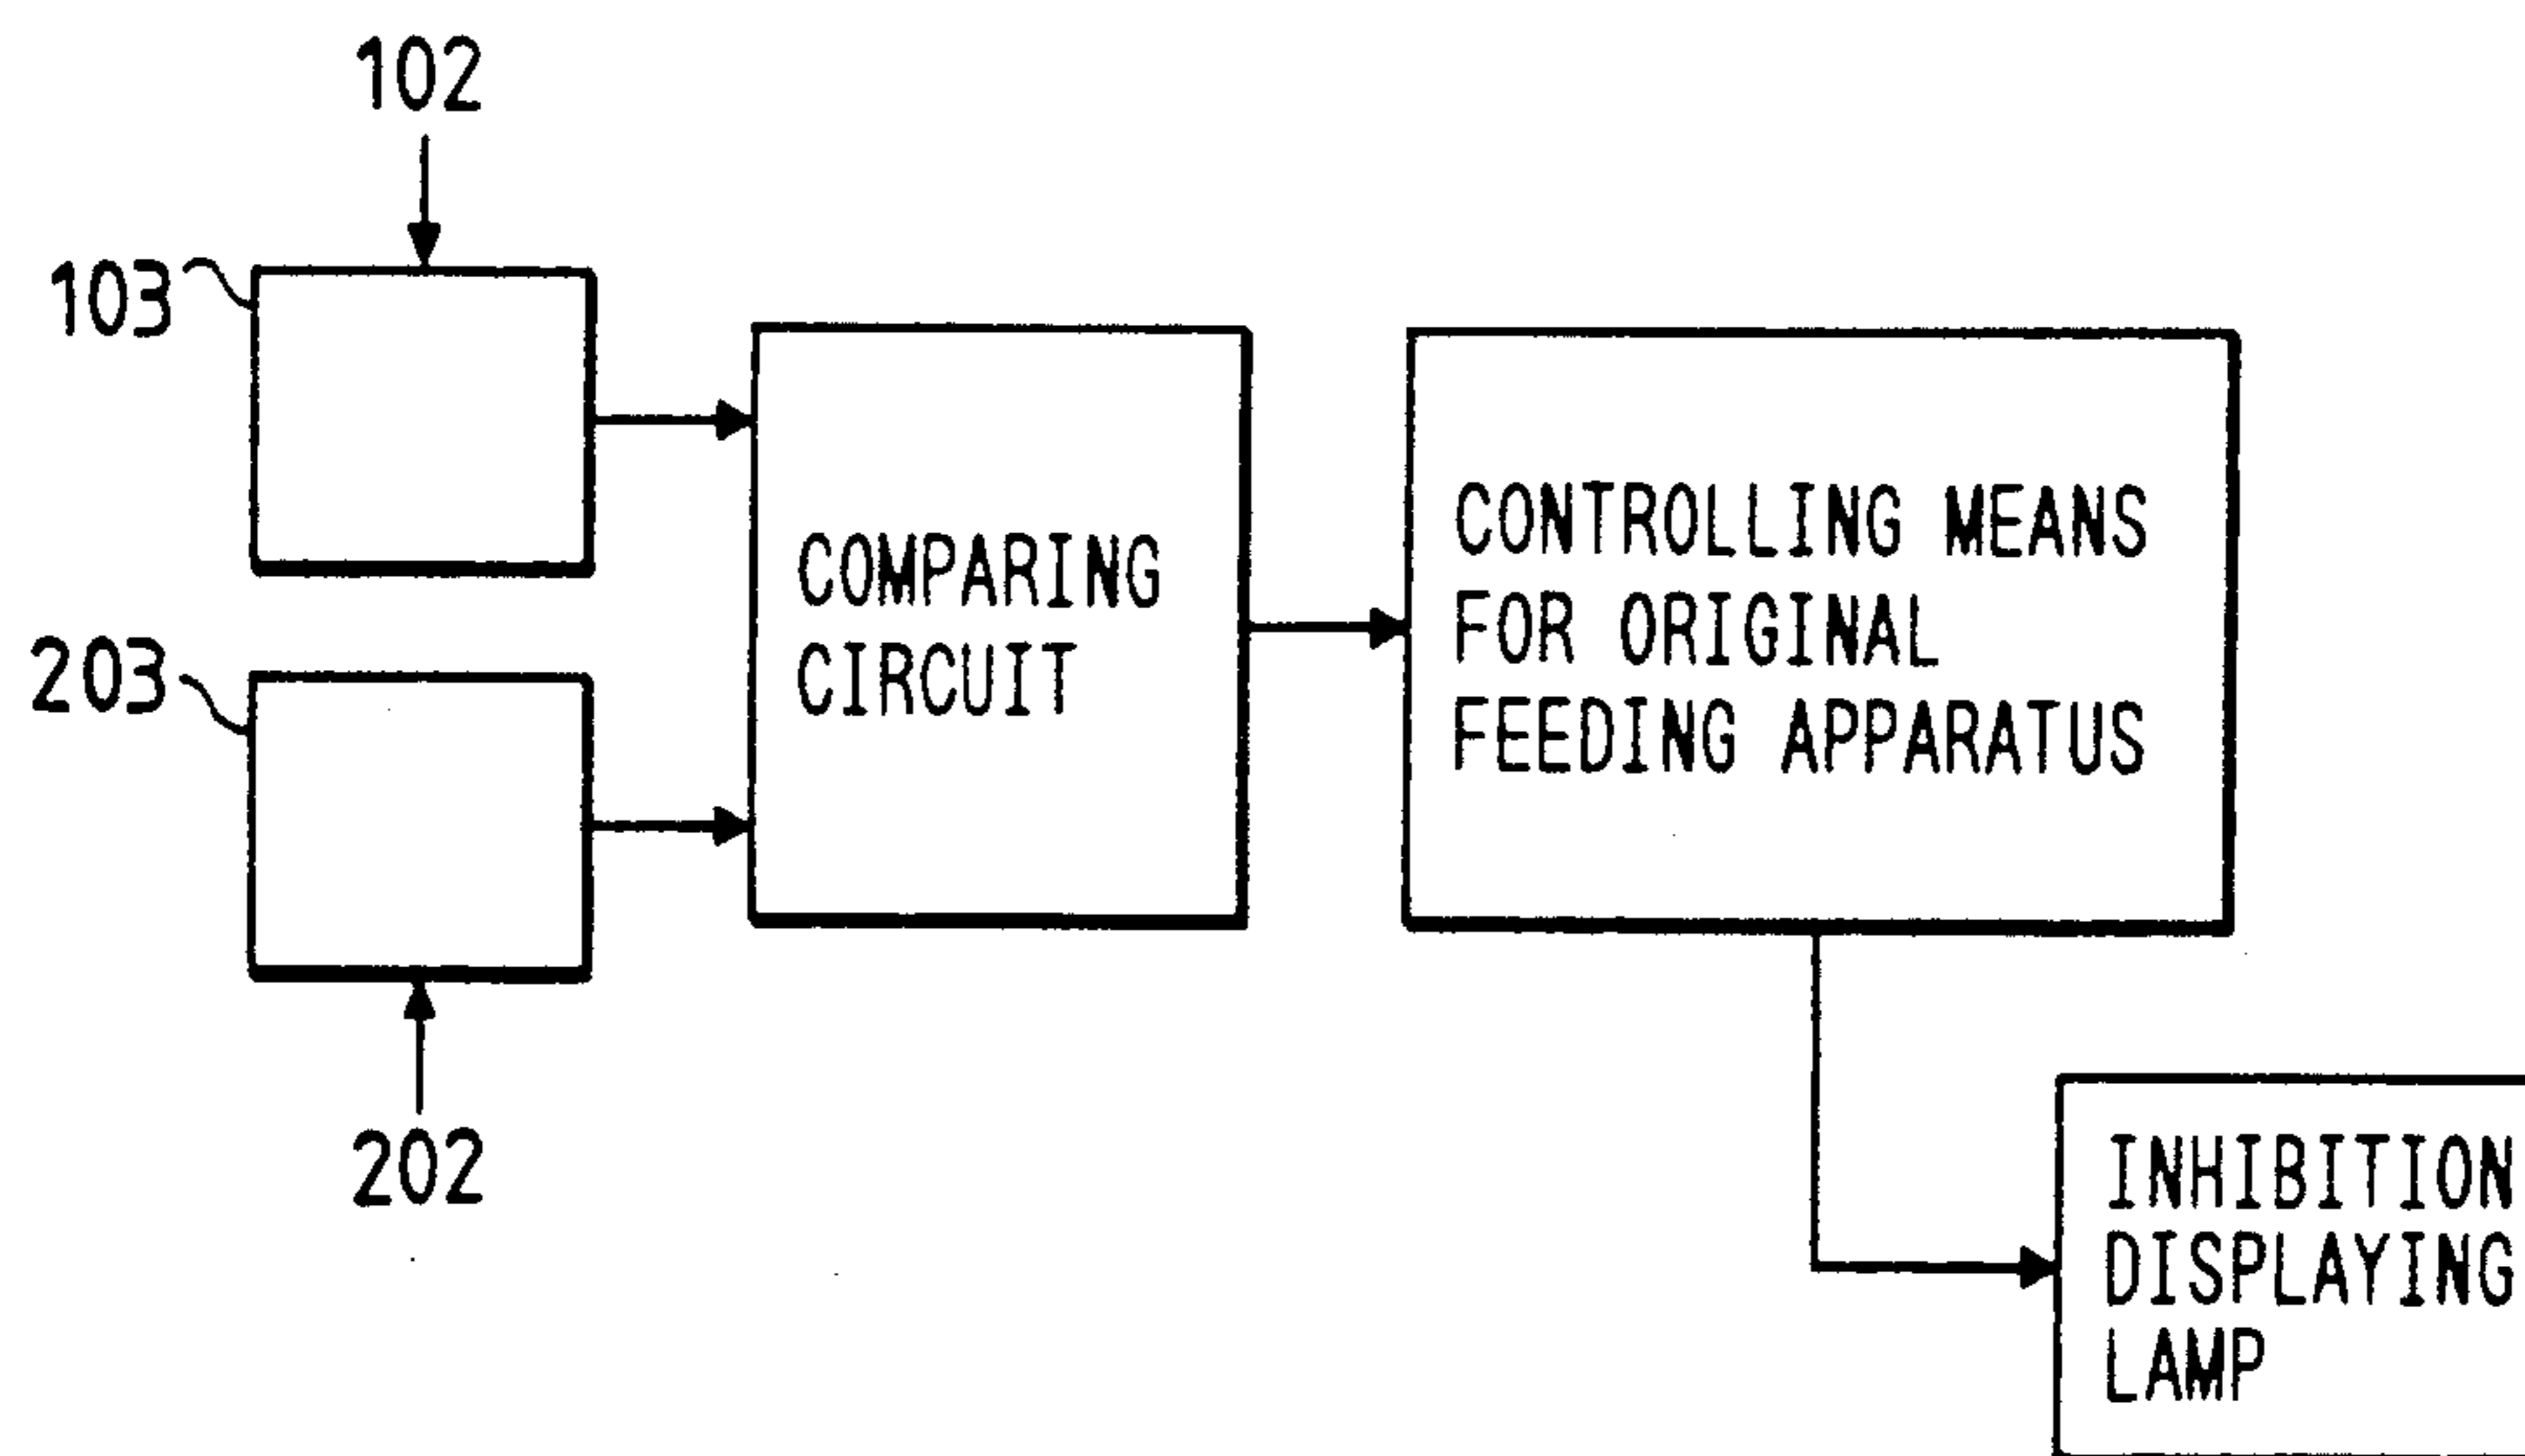 102
103
203
202
COMPARING
CIRCUIT
CONTROLLING MEANS
FOR ORIGINAL
FEEDING APPARATUS
INHIBITION
DISPLAYING
LAMP